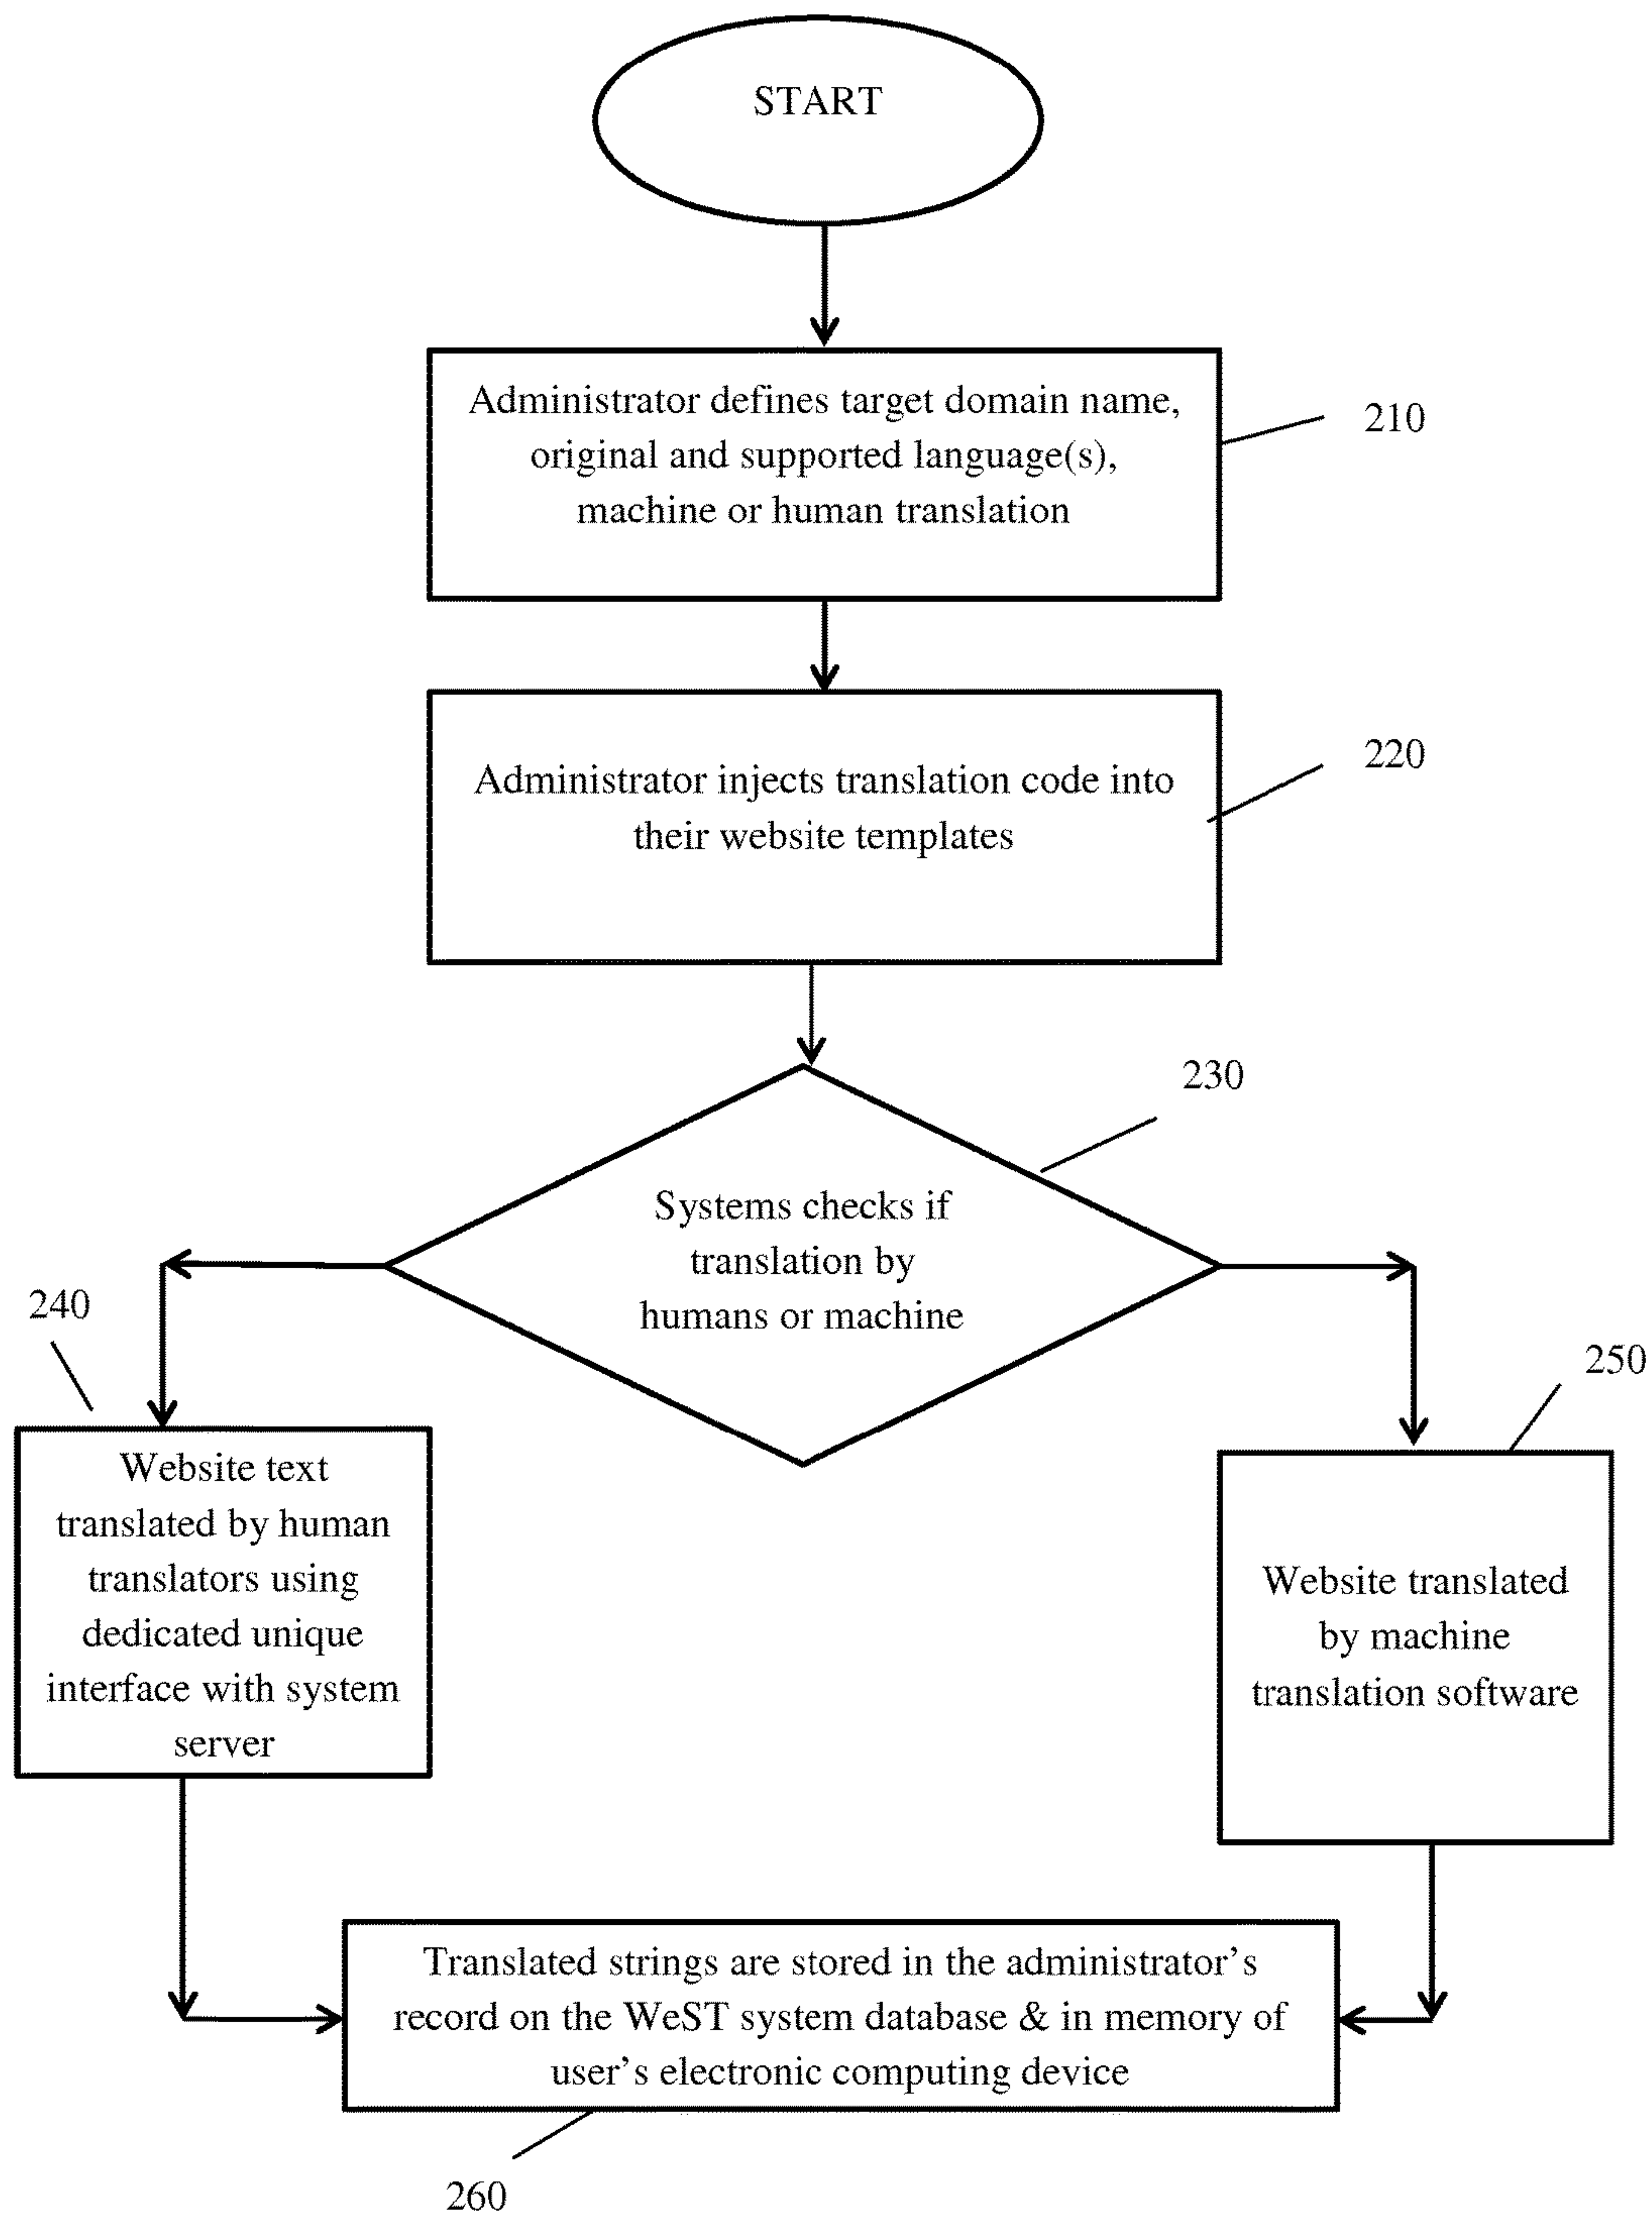 START
Administrator defines target domain name,
original and supported language(s),
machine or human translation
210
Administrator injects translation code into
their website templates
220
230
Systems checks if
translation by
humans or machine
240
250
Website text
translated by human
translators using
dedicated unique
interface with system
server
Website translated
by machine
translation software
Translated strings are stored in the administrator's
record on the WeST system database & in memory of
user's electronic computing device
260